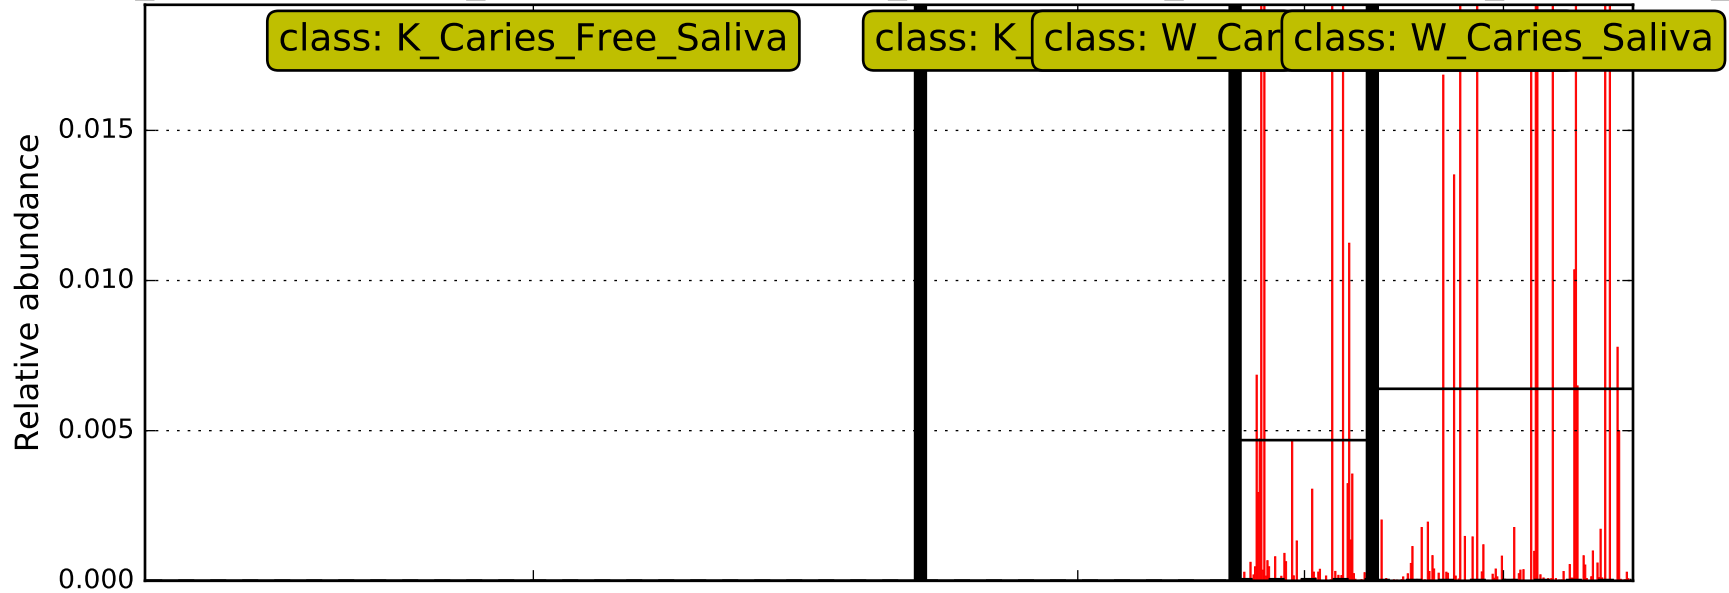 class: K_Caries_Free_Saliva
class: K_
class: W_Car
class: W_Caries_Saliva
Relative abundance
0.015
0.010
0.005
0.000